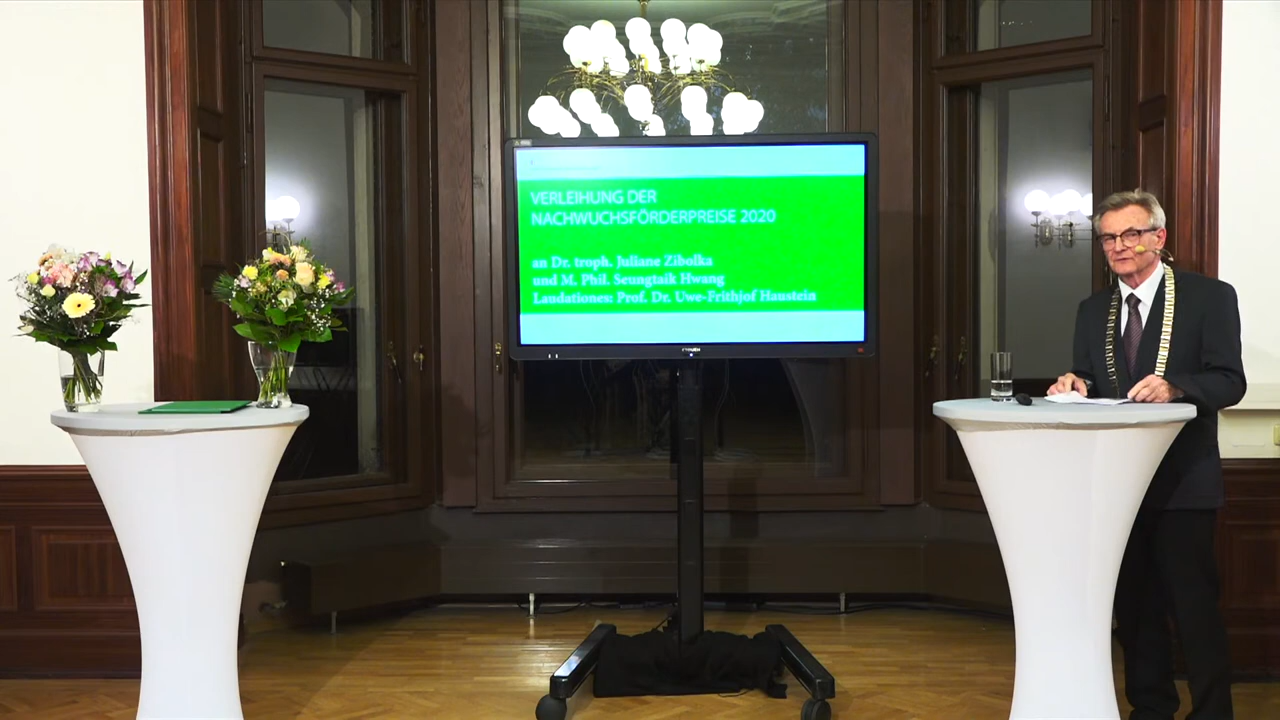 VERLEIHUNG DER
NACHWUCHSFÖRDERPREISE 2020
an Dr. troph. Juliane Zibolka
und M. Phil. Seungtaik Hwang
Laudationes: Prof. Dr. Uwe-Frithjof Haustein